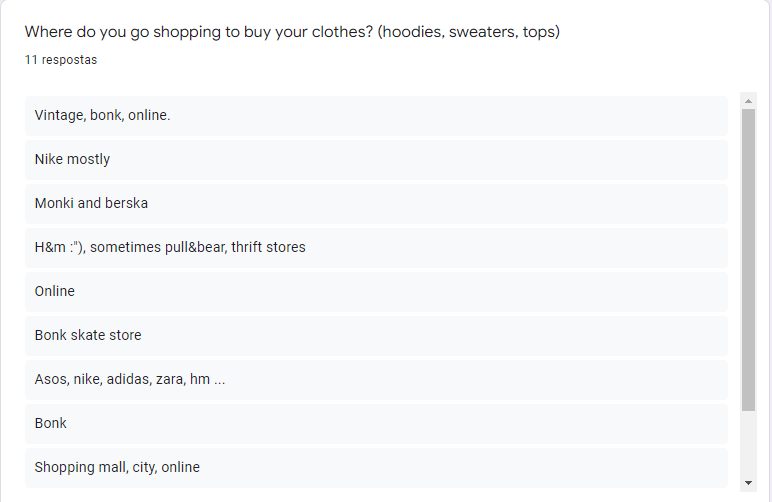 Where do you go shopping to buy your clothes? (hoodies, sweaters, tops)
11 respostas
Vintage, bonk, online.
Nike mostly
Monki and berska
H&m :"), sometimes pull&bear, thrift stores
Online
Bonk skate store
Asos, nike, adidas, zara, hm ...
Bonk
Shopping mall, city, online